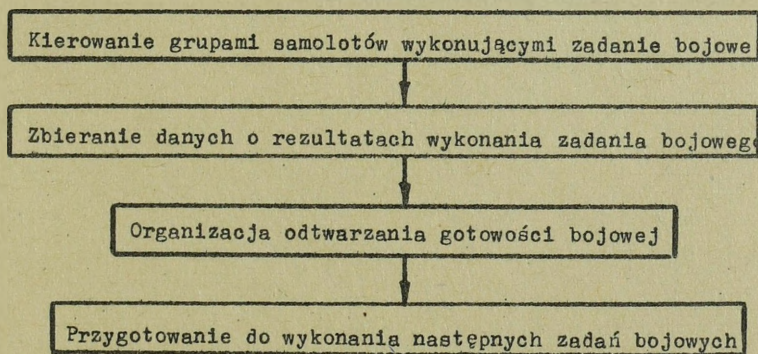 Kierowanie grupami samolotów wykonującymi zadanie bojowe
Zbieranie danych o rezultatach wykonania zadania bojowego
Organizacja odtwarzania gotowości bojowej
Przygotowanie do wykonania następnych zadań bojowych